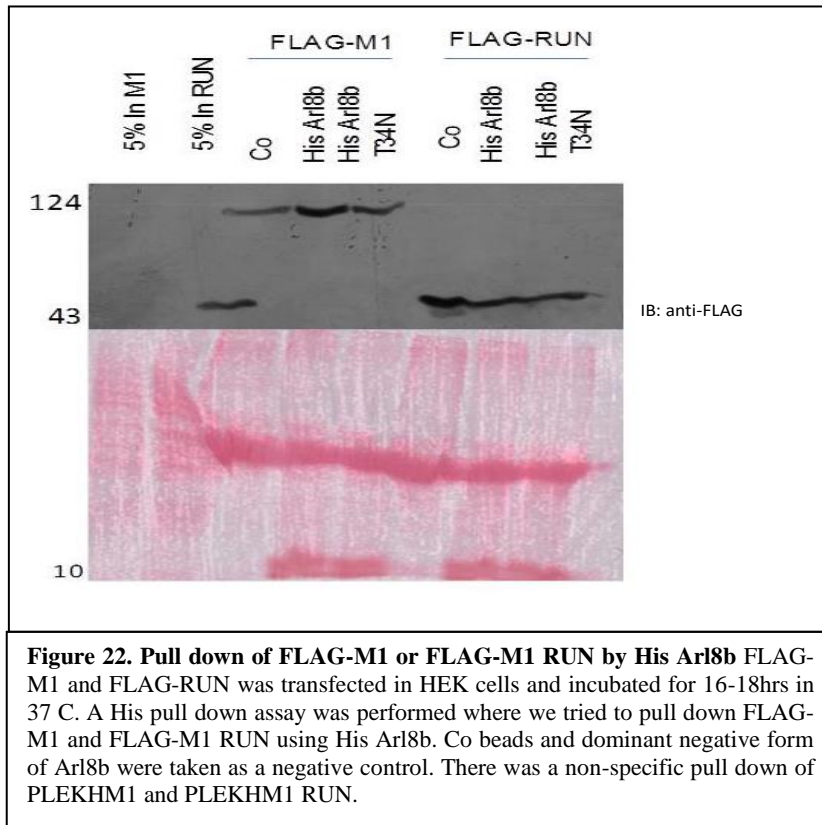 FLAG-M1
FLAG-RUN
5% In M1
5% In RUN
Co
His Arl8b
His Arl8b
T34N
Co
His Arl8b
His Arl8b
T34N
124
43
IB: anti-FLAG
10
Figure 22. Pull down of FLAG-M1 or FLAG-M1 RUN by His Arl8b FLAG-
M1 and FLAG-RUN was transfected in HEK cells and incubated for 16-18hrs in
37 C. A His pull down assay was performed where we tried to pull down FLAG-
M1 and FLAG-M1 RUN using His Arl8b. Co beads and dominant negative form
of Arl8b were taken as a negative control. There was a non-specific pull down of
PLEKHM1 and PLEKHM1 RUN.